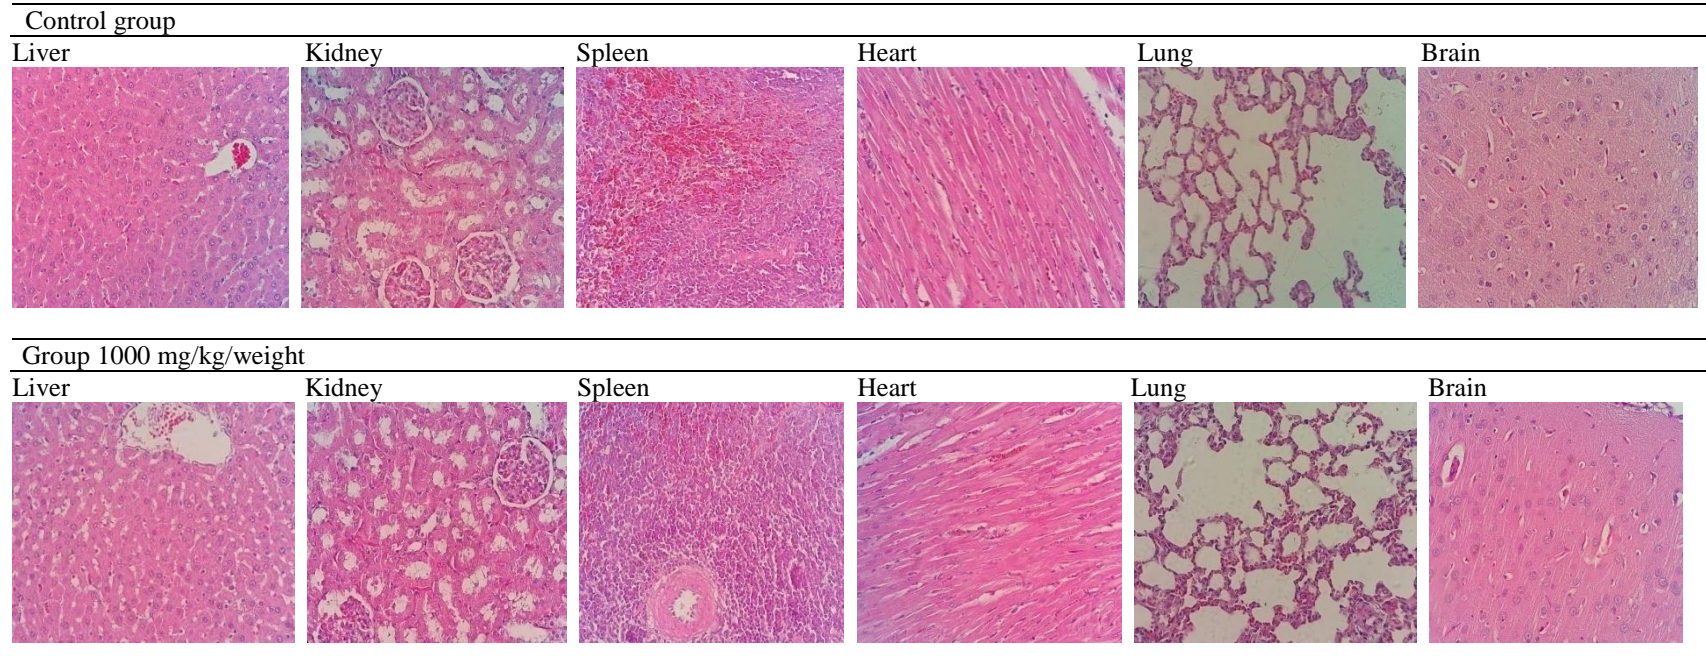 Control group
Liver Kidney Spleen Heart Lung Brain
Group 1000 mg/kg/weight
Liver Kidney Spleen Heart Lung Brain